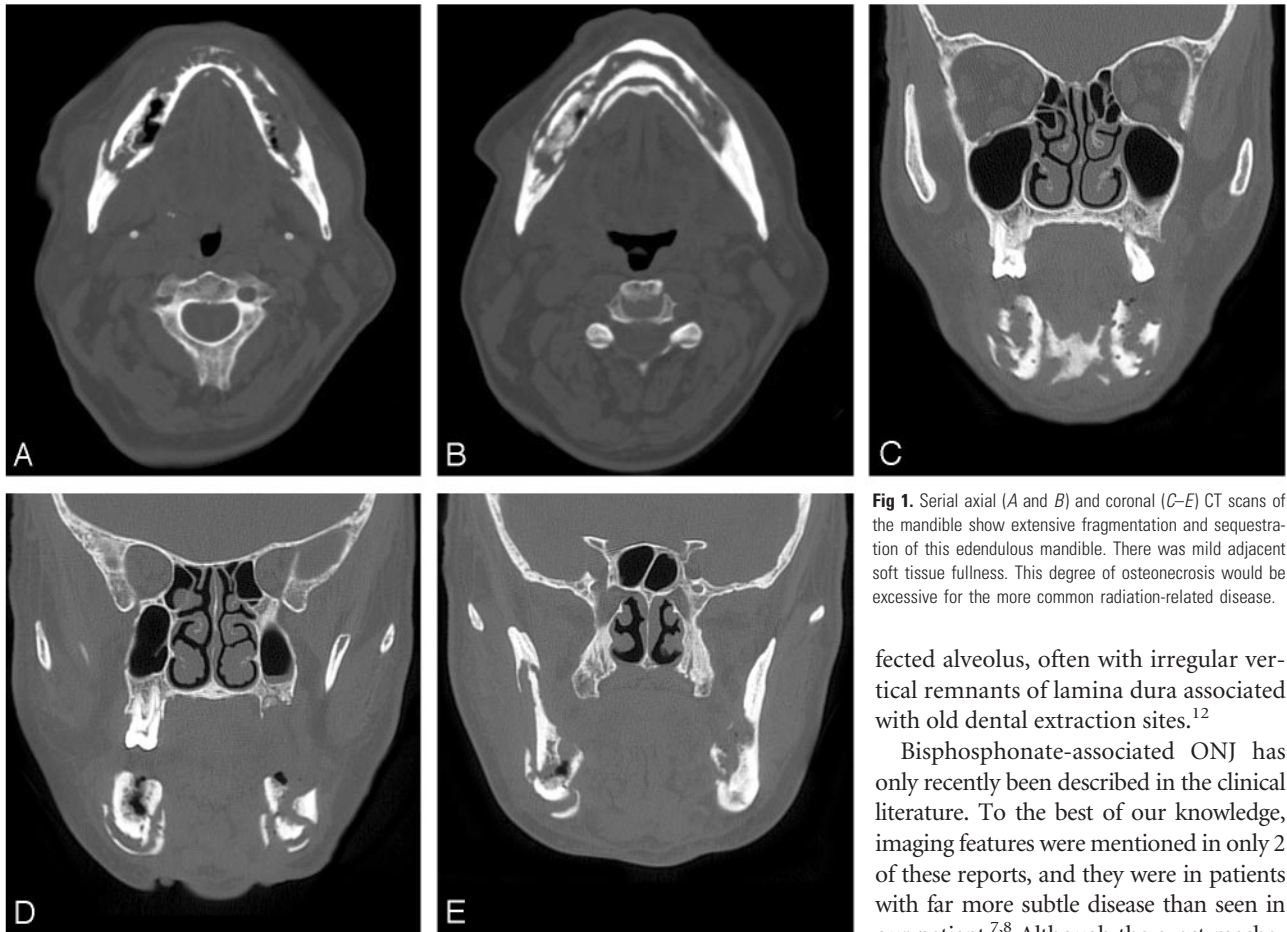 A
B
C
D
E
Fig 1. Serial axial (A and B) and coronal (C–E) CT scans of
the mandible show extensive fragmentation and sequestra-
tion of this edendulous mandible. There was mild adjacent
soft tissue fullness. This degree of osteonecrosis would be
excessive for the more common radiation-related disease.
fected alveolus, often with irregular ver-
tical remnants of lamina dura associated
with old dental extraction sites.12
Bisphosphonate-associated ONJ has
only recently been described in the clinical
literature. To the best of our knowledge,
imaging features were mentioned in only 2
of these reports, and they were in patients
with far more subtle disease than seen in